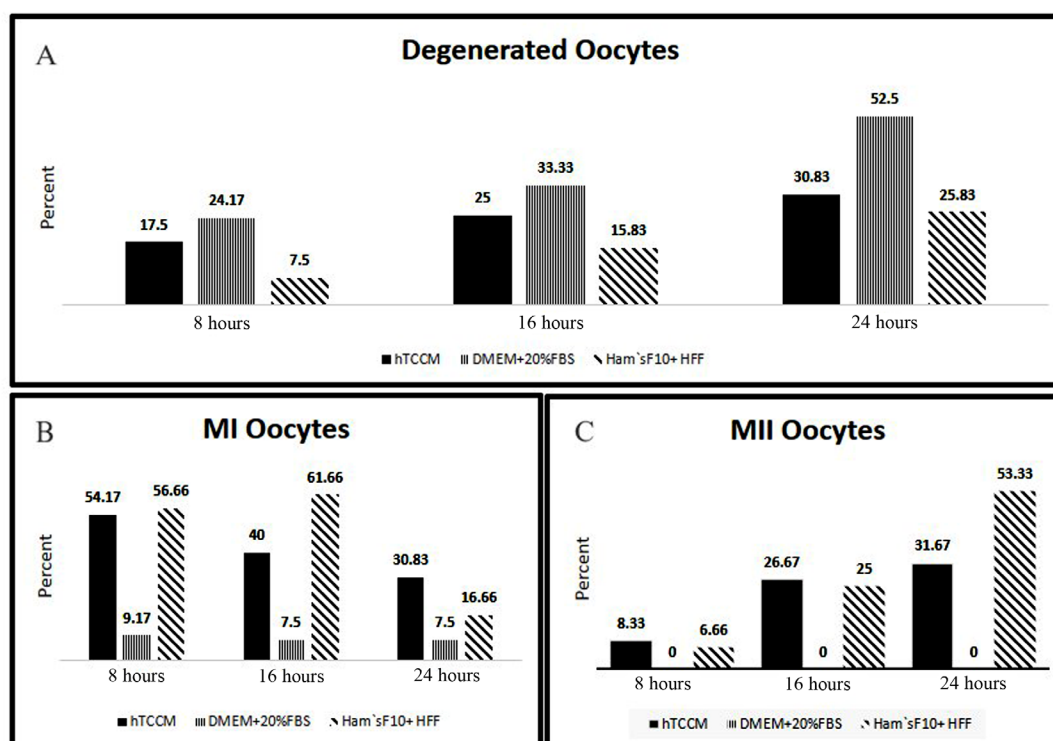 A
Degenerated Oocytes
Percent
17.5 24.17 7.5 25 33.33 15.83 30.83 52.5 25.83
8 hours 16 hours 24 hours
hTCCM DMEM+20%FBS Ham`sF10+ HFF
B
MI Oocytes
Percent
54.17 9.17 56.66 40 7.5 61.66 30.83 7.5 16.66
8 hours 16 hours 24 hours
hTCCM DMEM+20%FBS Ham`sF10+ HFF
C
MII Oocytes
Percent
8.33 0 6.66 26.67 0 25 31.67 0 53.33
8 hours 16 hours 24 hours
hTCCM DMEM+20%FBS Ham`sF10+ HFF